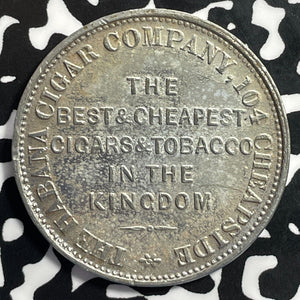 THE HABANA CIGAR COMPANY, 104 CHEAPSIDE
THE
BEST & CHEAPEST
CIGARS & TOBACCO
IN THE
KINGDOM